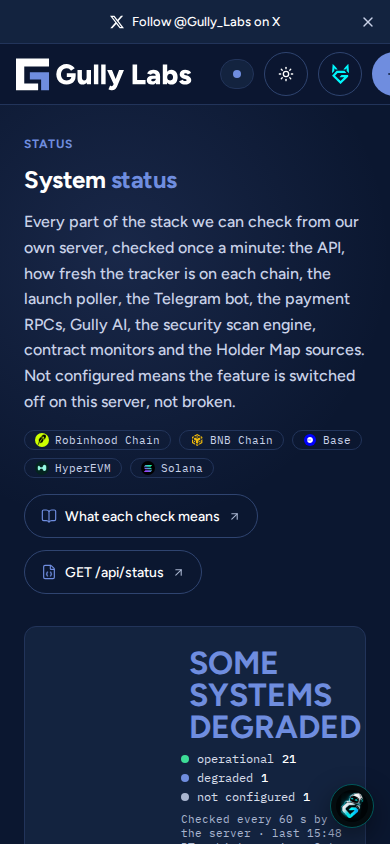 Follow @Gully_Labs on X
Gully Labs
STATUS
System status
Every part of the stack we can check from our
own server, checked once a minute: the API,
how fresh the tracker is on each chain, the
launch poller, the Telegram bot, the payment
RPCs, Gully AI, the security scan engine,
contract monitors and the Holder Map sources.
Not configured means the feature is switched
off on this server, not broken.
Robinhood Chain BNB Chain Base
HyperEVM Solana
What each check means
GET /api/status
SOME
SYSTEMS
DEGRADED
operational 21
degraded 1
not configured 1
Checked every 60 s by
the server · last 15:48